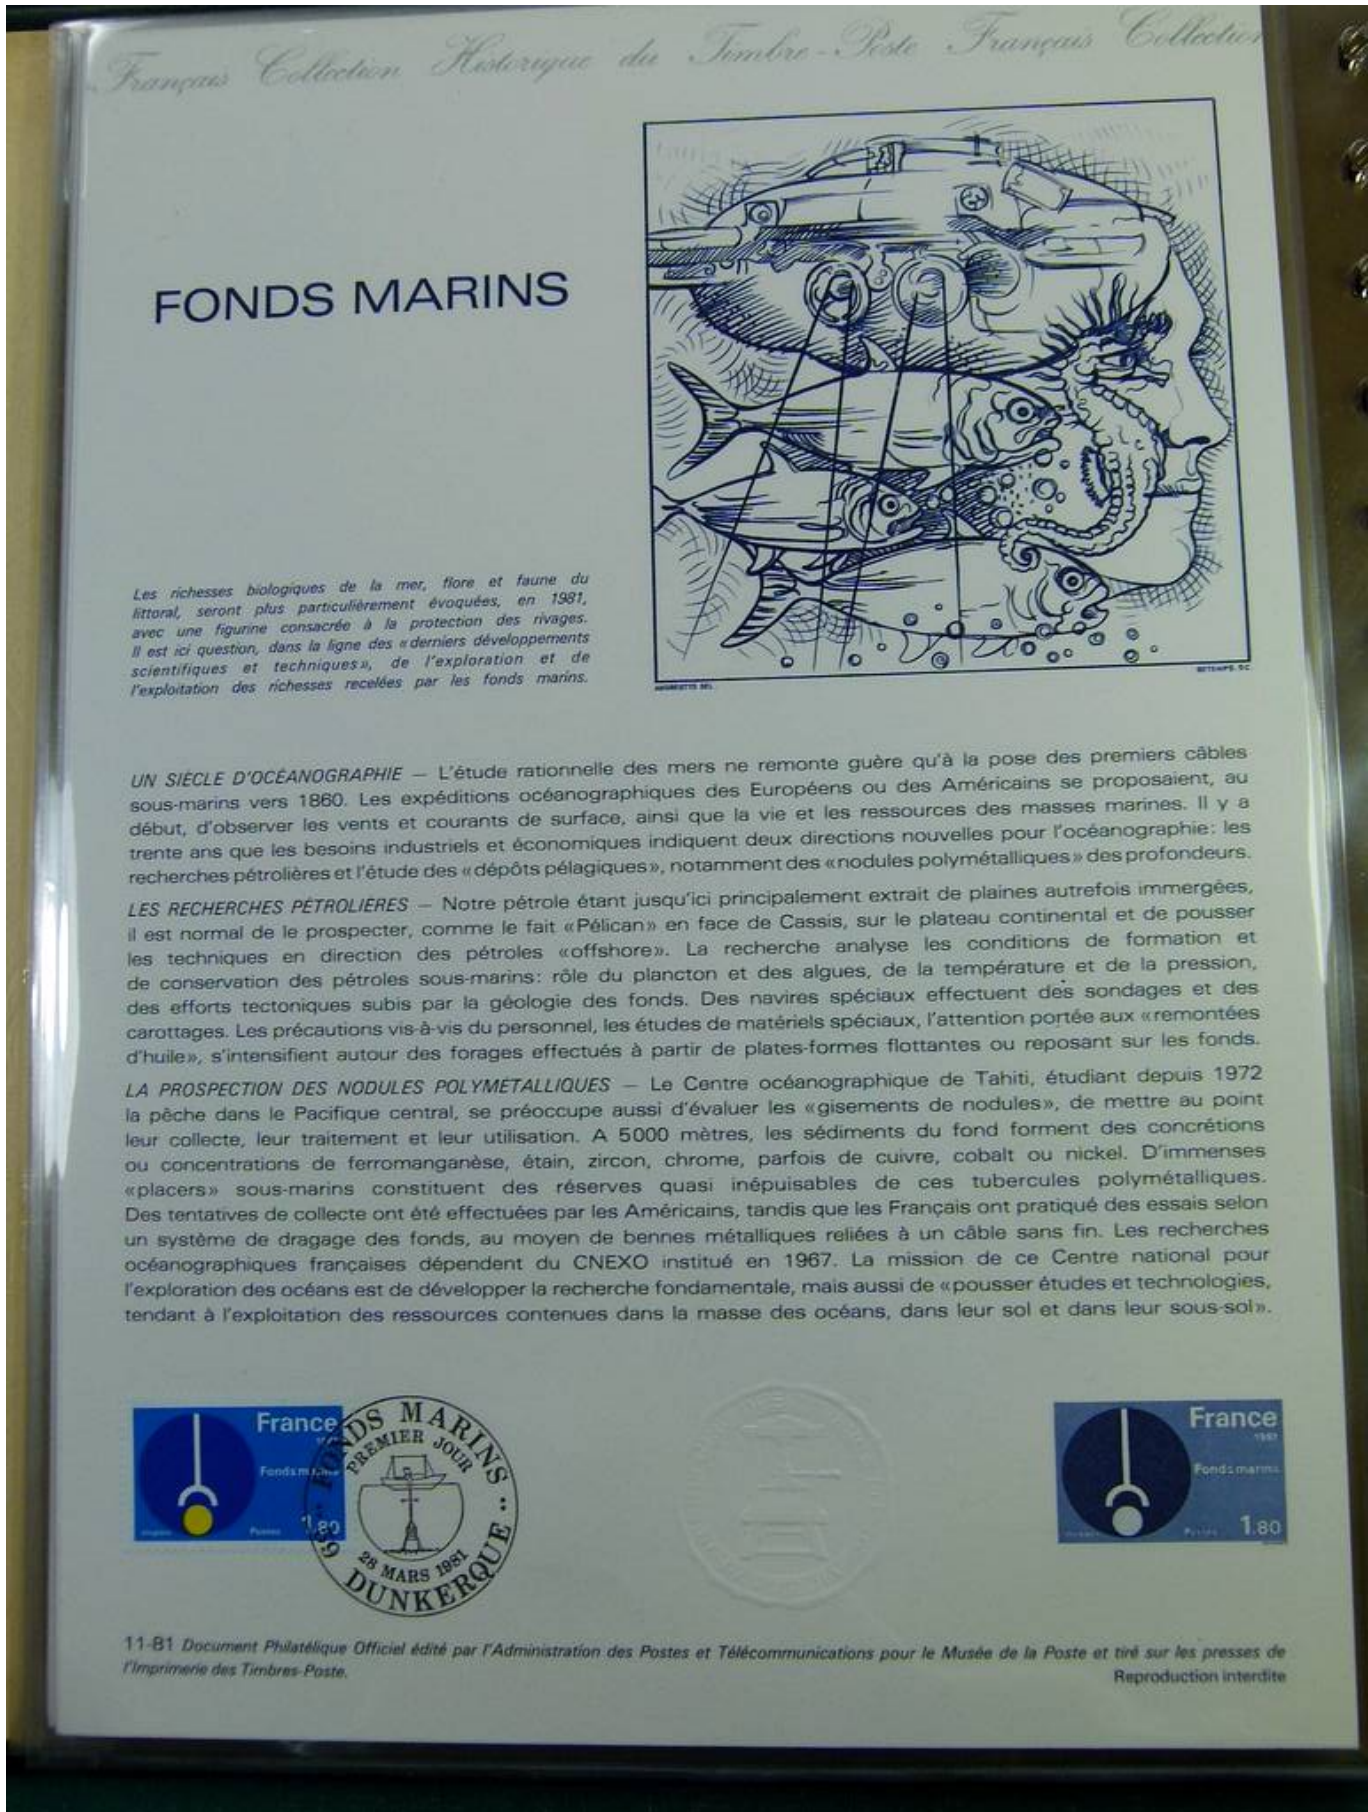 Français Collection Historique du Timbre-Poste Français Collection
FONDS MARINS
Les richesses biologiques de la mer, flore et faune du
littoral, seront plus particulièrement évoquées, en 1981,
avec une figurine consacrée à la protection des rivages.
Il est ici question, dans la ligne des «derniers développements
scientifiques et techniques», de l'exploration et de
l'exploitation des richesses recelées par les fonds marins.
BETEMPS. SC
UN SIÈCLE D'OCÉANOGRAPHIE — L'étude rationnelle des mers ne remonte guère qu'à la pose des premiers câbles
sous-marins vers 1860. Les expéditions océanographiques des Européens ou des Américains se proposaient, au
début, d'observer les vents et courants de surface, ainsi que la vie et les ressources des masses marines. Il y a
trente ans que les besoins industriels et économiques indiquent deux directions nouvelles pour l'océanographie: les
recherches pétrolières et l'étude des «dépôts pélagiques», notamment des «nodules polymétalliques» des profondeurs.
LES RECHERCHES PÉTROLIÈRES — Notre pétrole étant jusqu'ici principalement extrait de plaines autrefois immergées,
il est normal de le prospecter, comme le fait «Pélican» en face de Cassis, sur le plateau continental et de pousser
les techniques en direction des pétroles «offshore». La recherche analyse les conditions de formation et
de conservation des pétroles sous-marins: rôle du plancton et des algues, de la température et de la pression,
des efforts tectoniques subis par la géologie des fonds. Des navires spéciaux effectuent des sondages et des
carottages. Les précautions vis-à-vis du personnel, les études de matériels spéciaux, l'attention portée aux «remontées
d'huile», s'intensifient autour des forages effectués à partir de plates-formes flottantes ou reposant sur les fonds.
LA PROSPECTION DES NODULES POLYMÉTALLIQUES — Le Centre océanographique de Tahiti, étudiant depuis 1972
la pêche dans le Pacifique central, se préoccupe aussi d'évaluer les «gisements de nodules», de mettre au point
leur collecte, leur traitement et leur utilisation. A 5000 mètres, les sédiments du fond forment des concrétions
ou concentrations de ferromanganèse, étain, zircon, chrome, parfois de cuivre, cobalt ou nickel. D'immenses
«placers» sous-marins constituent des réserves quasi inépuisables de ces tubercules polymétalliques.
Des tentatives de collecte ont été effectuées par les Américains, tandis que les Français ont pratiqué des essais selon
un système de dragage des fonds, au moyen de bennes métalliques reliées à un câble sans fin. Les recherches
océanographiques françaises dépendent du CNEXO institué en 1967. La mission de ce Centre national pour
l'exploration des océans est de développer la recherche fondamentale, mais aussi de «pousser études et technologies,
tendant à l'exploitation des ressources contenues dans la masse des océans, dans leur sol et dans leur sous-sol».
France
Fonds marins
Postes 1.80
FONDS MARINS
PREMIER JOUR
28 MARS 1981
59 DUNKERQUE
France
1981
Fonds marins
Postes 1.80
11-81 Document Philatélique Officiel édité par l'Administration des Postes et Télécommunications pour le Musée de la Poste et tiré sur les presses de
l'Imprimerie des Timbres-Poste.
Reproduction interdite